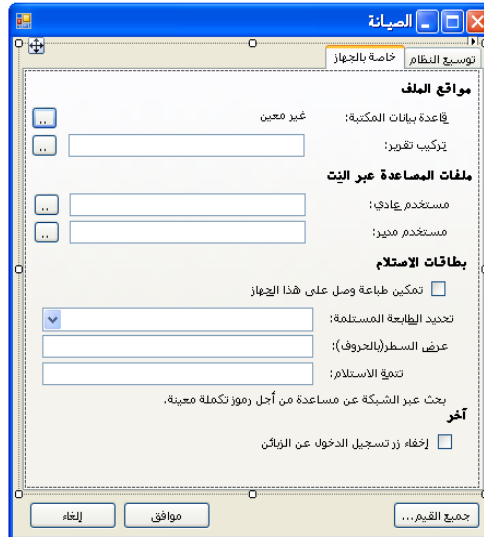 الصيانة
توسيع النظام
خاصة بالجهاز
مواقع الملف
قاعدة بيانات المكتبة: غير معين ..
تركيب تقرير: ..
ملفات المساعدة عبر النِت
مستخدم عادي: ..
مستخدم مدير: ..
بطاقات الاستلام
تمكين طباعة وصل على هذا الجهاز
تحديد الطابعة المستلمة:
عرض السطر(بالحروف):
تتمة الاستلام:
بحث عبر الشبكة عن مساعدة من أجل رموز تكملة معينة.
آخر
إخفاء زر تسجيل الدخول عن الزبائن
جميع القيم...
موافق
إلغاء